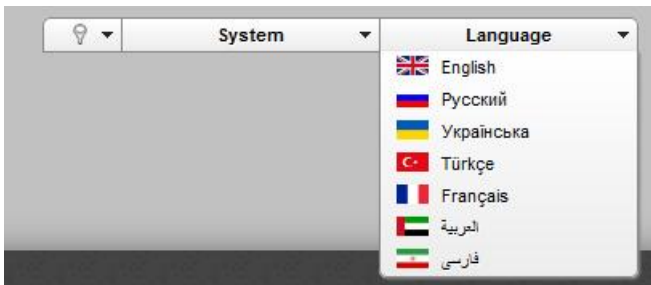 System
Language
English
Русский
Українська
Türkçe
Français
العربية
فارسی